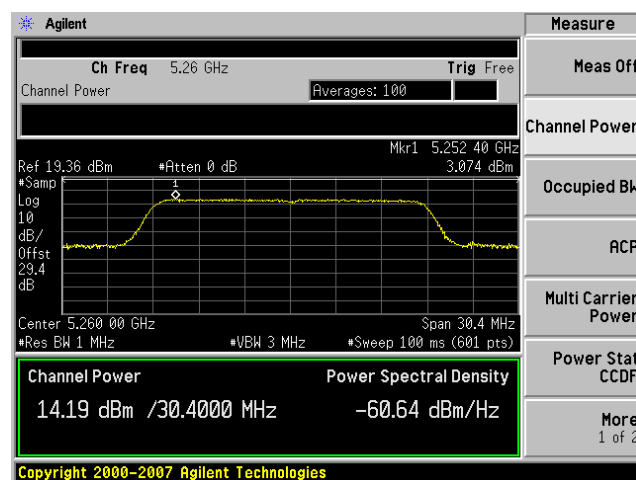 Agilent
Measure
Ch Freq 5.26 GHz Trig Free
Channel Power Averages: 100
Mkr1 5.252 40 GHz
Ref 19.36 dBm #Atten 0 dB 3.074 dBm
#Samp
Log
10
dB/
Offst
29.4
dB
1
Center 5.260 00 GHz Span 30.4 MHz
#Res BW 1 MHz #VBW 3 MHz #Sweep 100 ms (601 pts)
Channel Power Power Spectral Density
14.19 dBm /30.4000 MHz -60.64 dBm/Hz
Copyright 2000-2007 Agilent Technologies
Meas Off
Channel Power
Occupied BW
ACP
Multi Carrier
Power
Power Stat
CCDF
More
1 of 2